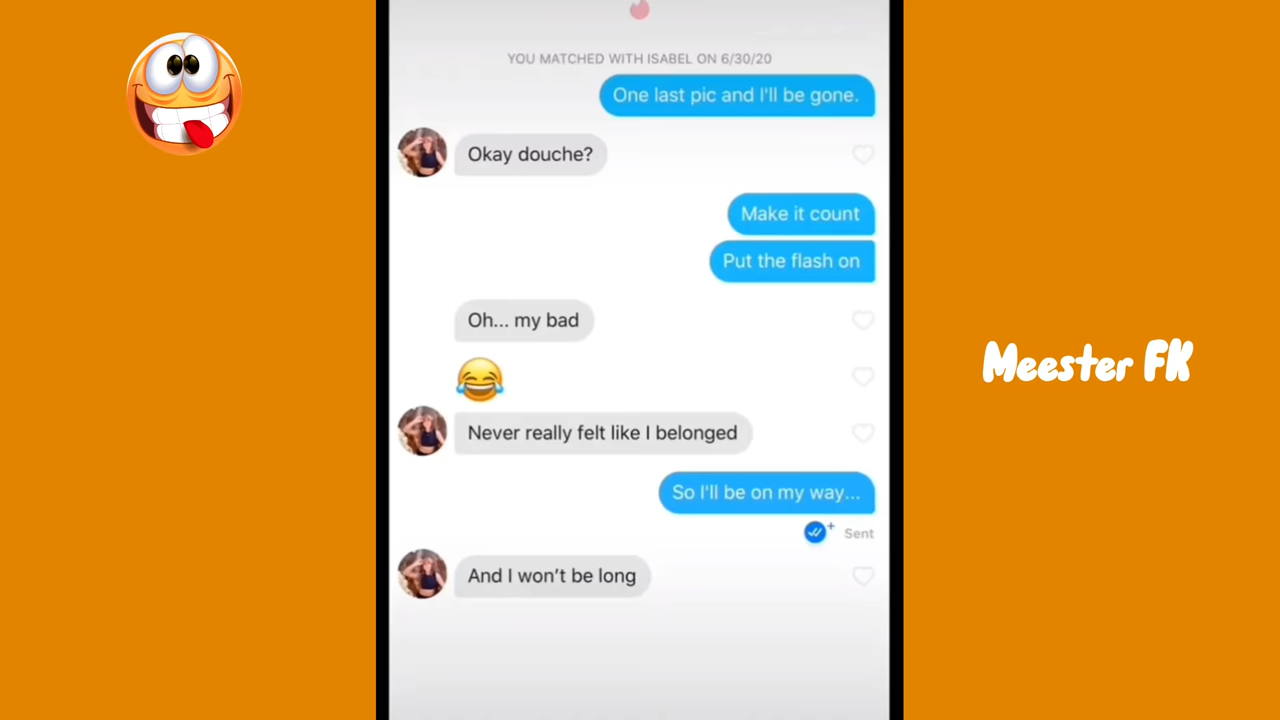 YOU MATCHED WITH ISABEL ON 6/30/20
One last pic and I'll be gone.
Okay douche?
Make it count
Put the flash on
Oh... my bad
😂
Never really felt like I belonged
So I'll be on my way...
Sent
And I won't be long
Meester FK